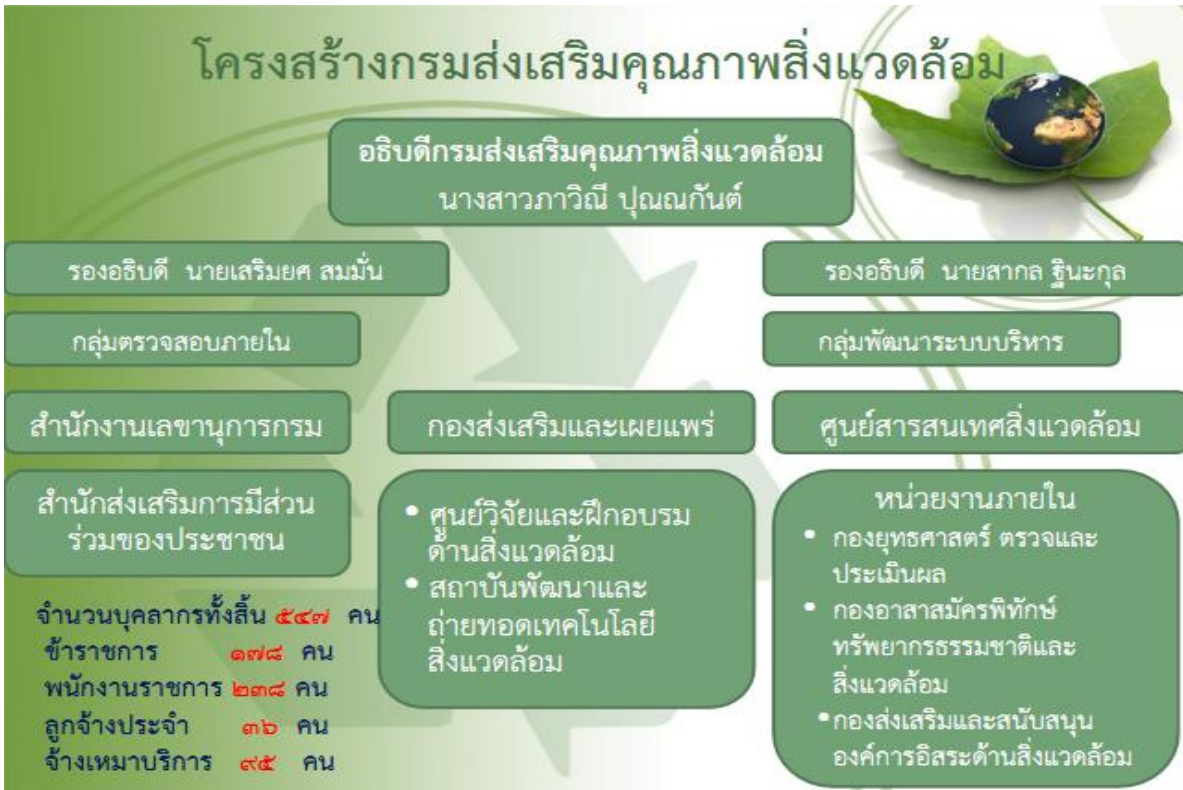 โครงสร้างกรมส่งเสริมคุณภาพสิ่งแวดล้อม
อธิบดีกรมส่งเสริมคุณภาพสิ่งแวดล้อม
นางสาวภาวิณี ปุณณกันต์
รองอธิบดี นายเสริมยศ สมมั่น
รองอธิบดี นายสากล ฐินะกุล
กลุ่มตรวจสอบภายใน
กลุ่มพัฒนาระบบบริหาร
สำนักงานเลขานุการกรม
กองส่งเสริมและเผยแพร่
ศูนย์สารสนเทศสิ่งแวดล้อม
สำนักส่งเสริมการมีส่วน
ร่วมของประชาชน
• ศูนย์วิจัยและฝึกอบรม
ด้านสิ่งแวดล้อม
• สถาบันพัฒนาและ
ถ่ายทอดเทคโนโลยี
สิ่งแวดล้อม
หน่วยงานภายใน
• กองยุทธศาสตร์ ตรวจและ
ประเมินผล
• กองอาสาสมัครพิทักษ์
ทรัพยากรธรรมชาติและ
สิ่งแวดล้อม
• กองส่งเสริมและสนับสนุน
องค์การอิสระด้านสิ่งแวดล้อม
จำนวนบุคลากรทั้งสิ้น ๕๔๗ คน
ข้าราชการ ๑๗๘ คน
พนักงานราชการ ๒๓๘ คน
ลูกจ้างประจำ ๓๖ คน
จ้างเหมาบริการ ๙๕ คน